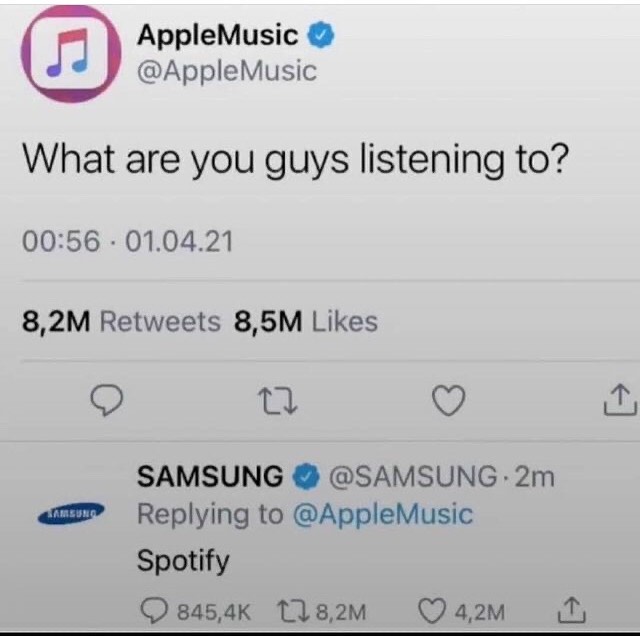 AppleMusic
@AppleMusic
What are you guys listening to?
00:56 · 01.04.21
8,2M Retweets 8,5M Likes
SAMSUNG @SAMSUNG · 2m
SAMSUNG
Replying to @AppleMusic
Spotify
845,4K 8,2M 4,2M